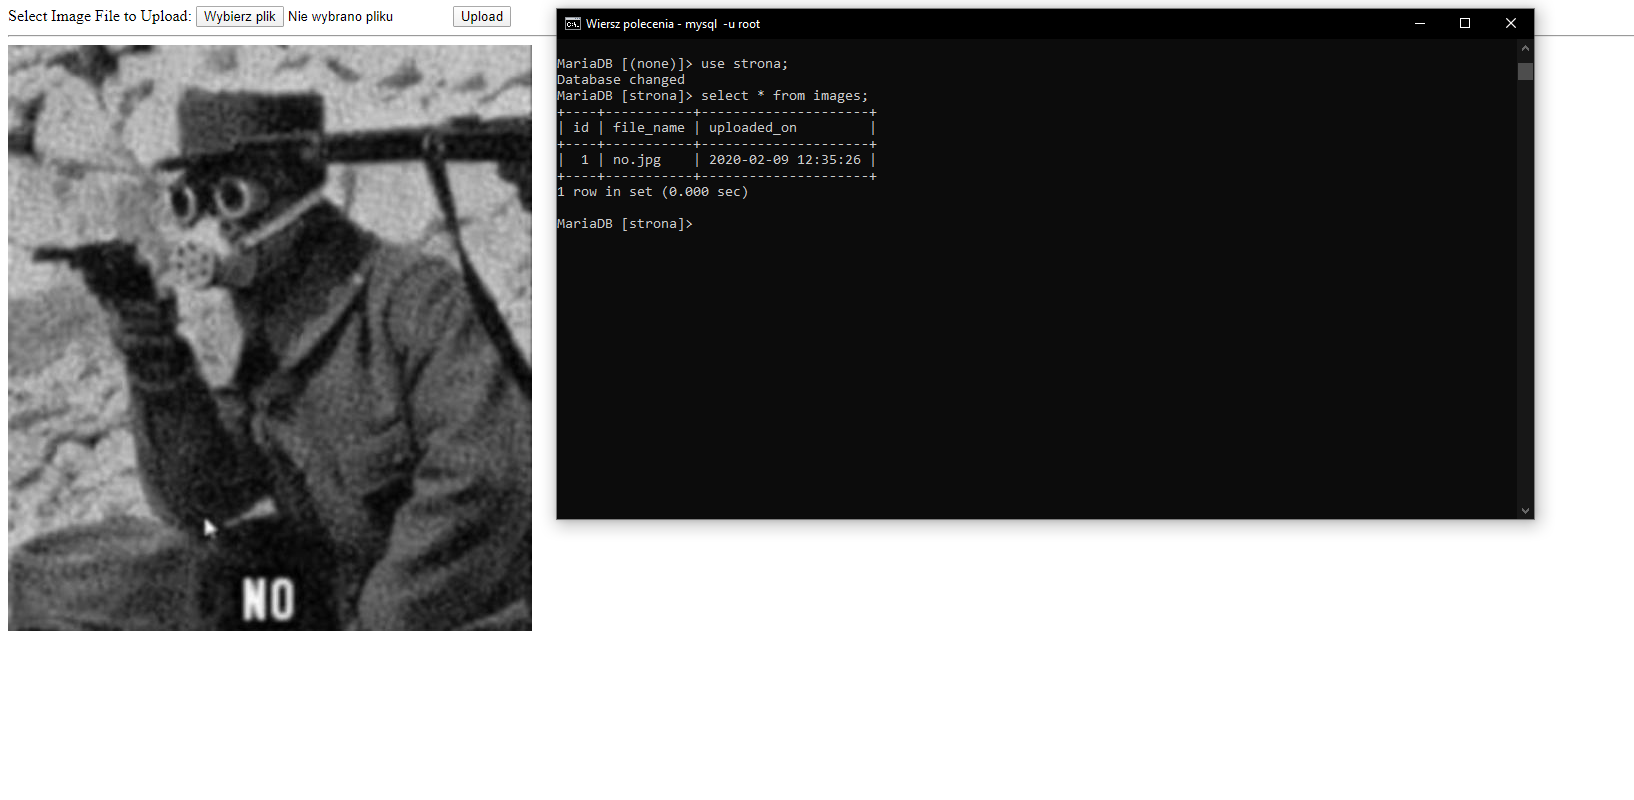 Select Image File to Upload: Wybierz plik Nie wybrano pliku Upload
NO
Wiersz polecenia - mysql  -u root
MariaDB [(none)]> use strona;
Database changed
MariaDB [strona]> select * from images;
+----+-----------+---------------------+
| id | file_name | uploaded_on         |
+----+-----------+---------------------+
|  1 | no.jpg    | 2020-02-09 12:35:26 |
+----+-----------+---------------------+
1 row in set (0.000 sec)
MariaDB [strona]>